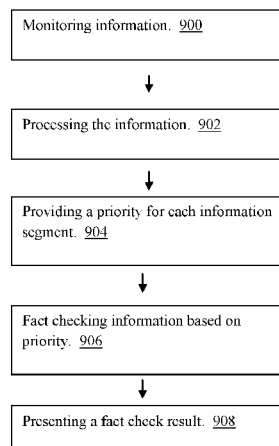 Monitoring information. 900
Processing the information. 902
Providing a priority for each information
segment. 904
Fact checking information based on
priority. 906
Presenting a fact check result. 908